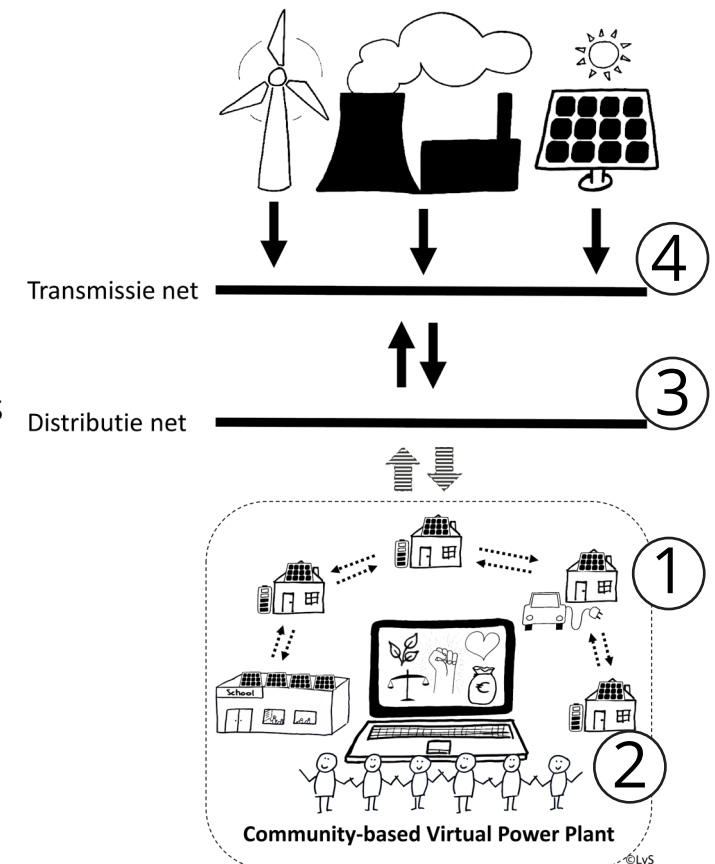 4
Transmissie net
3
s
Distributie net
1
School
€
2
Community-based Virtual Power Plant
©LvS